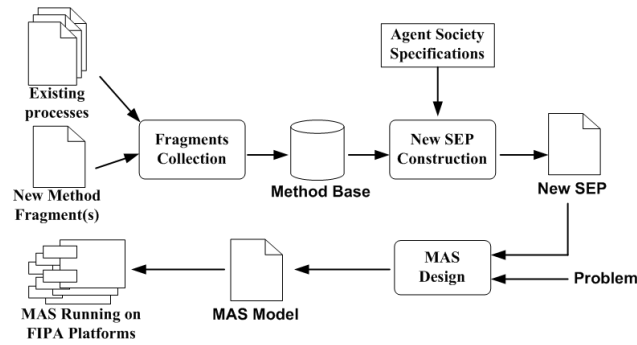 Agent Society
Specifications
Existing
processes
Fragments
Collection
New SEP
Construction
Method Base
New SEP
New Method
Fragment(s)
MAS
Design
Problem
MAS Model
MAS Running on
FIPA Platforms